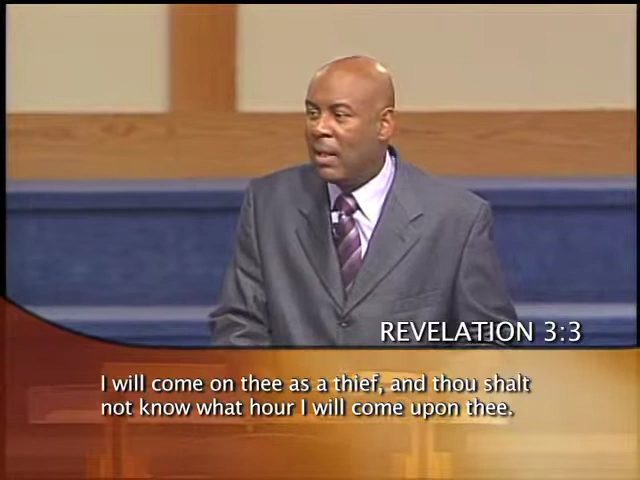 REVELATION 3:3
I will come on thee as a thief, and thou shalt
not know what hour I will come upon thee.